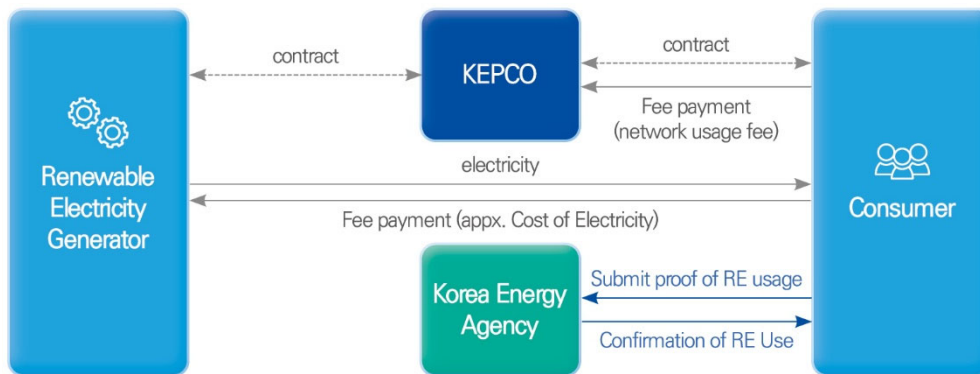 contract
KEPCO
contract
Fee payment
(network usage fee)
Renewable
Electricity
Generator
electricity
Fee payment (appx. Cost of Electricity)
Consumer
Korea Energy
Agency
Submit proof of RE usage
Confirmation of RE Use